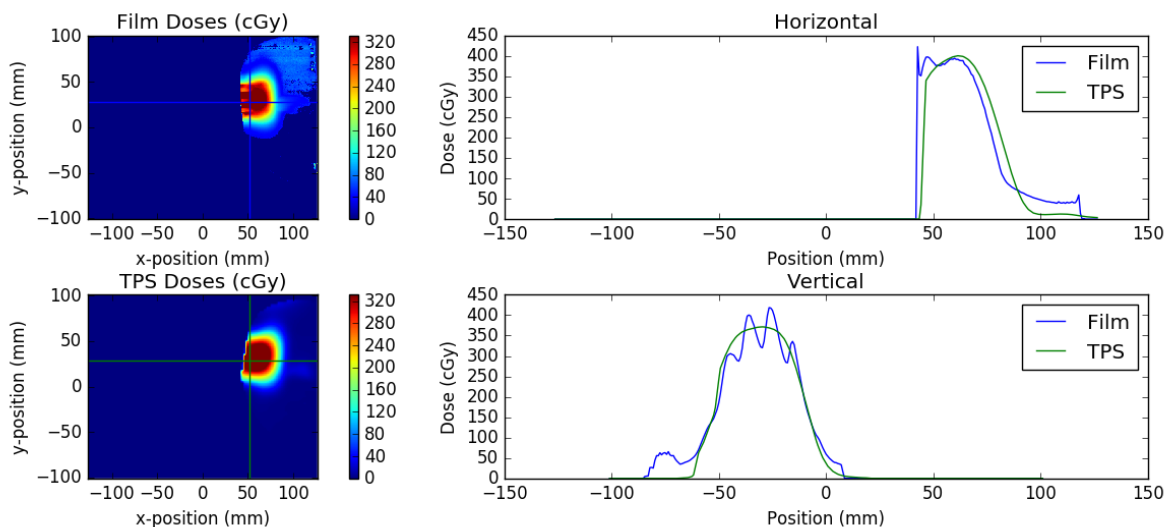 Film Doses (cGy)
y-position (mm)
100
50
0
−50
−100
−100 −50 0 50 100
x-position (mm)
320
280
240
200
160
120
80
40
0
Horizontal
Dose (cGy)
450
400
350
300
250
200
150
100
50
0
Film
TPS
−150 −100 −50 0 50 100 150
Position (mm)
TPS Doses (cGy)
y-position (mm)
100
50
0
−50
−100
−100 −50 0 50 100
x-position (mm)
320
280
240
200
160
120
80
40
0
Vertical
Dose (cGy)
450
400
350
300
250
200
150
100
50
0
Film
TPS
−150 −100 −50 0 50 100 150
Position (mm)